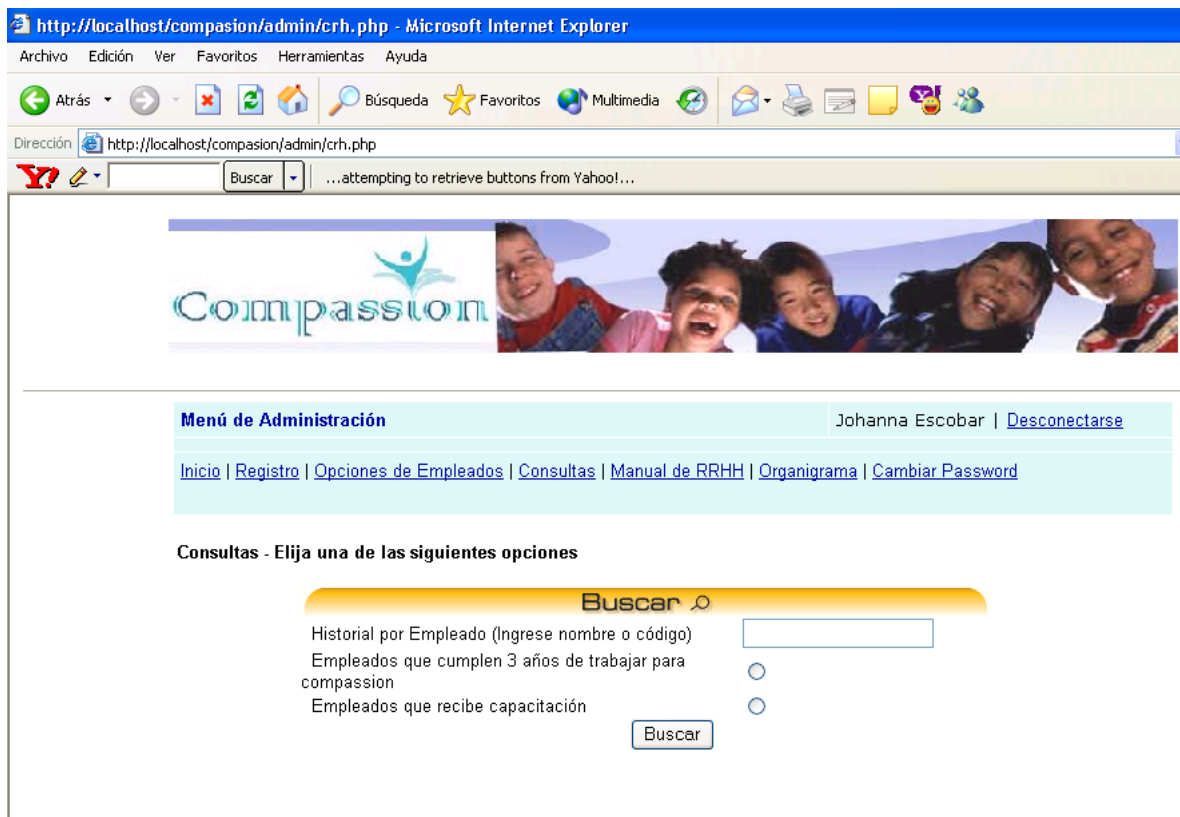 http://localhost/compasion/admin/crh.php - Microsoft Internet Explorer
Archivo Edición Ver Favoritos Herramientas Ayuda
Atrás Búsqueda Favoritos Multimedia
Dirección http://localhost/compasion/admin/crh.php
Y! Buscar ...attempting to retrieve buttons from Yahoo!...
Compassion
Menú de Administración Johanna Escobar | Desconectarse
Inicio | Registro | Opciones de Empleados | Consultas | Manual de RRHH | Organigrama | Cambiar Password
Consultas - Elija una de las siguientes opciones
Buscar
Historial por Empleado (Ingrese nombre o código)
Empleados que cumplen 3 años de trabajar para
compassion
Empleados que recibe capacitación
Buscar